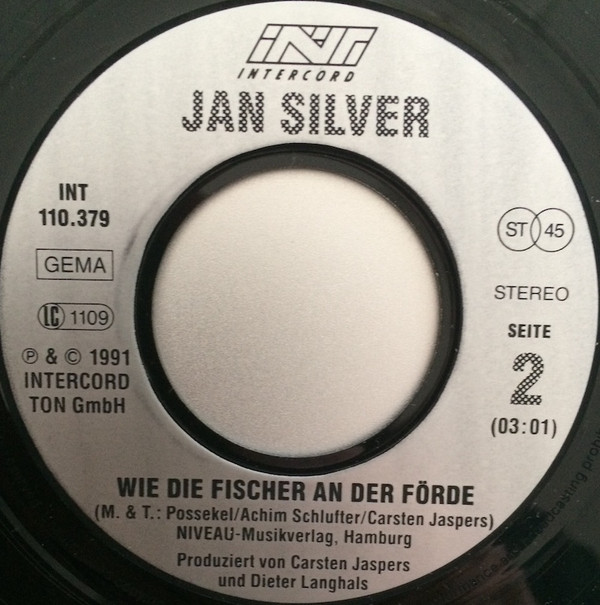 INT
INTERCORD
JAN SILVER
INT
110.379
GEMA
LC 1109
℗ & © 1991
INTERCORD
TON GmbH
ST 45
STEREO
SEITE
2
(03:01)
WIE DIE FISCHER AN DER FÖRDE
(M. & T.: Possekel/Achim Schlufter/Carsten Jaspers)
NIVEAU-Musikverlag, Hamburg
Produziert von Carsten Jaspers
und Dieter Langhals